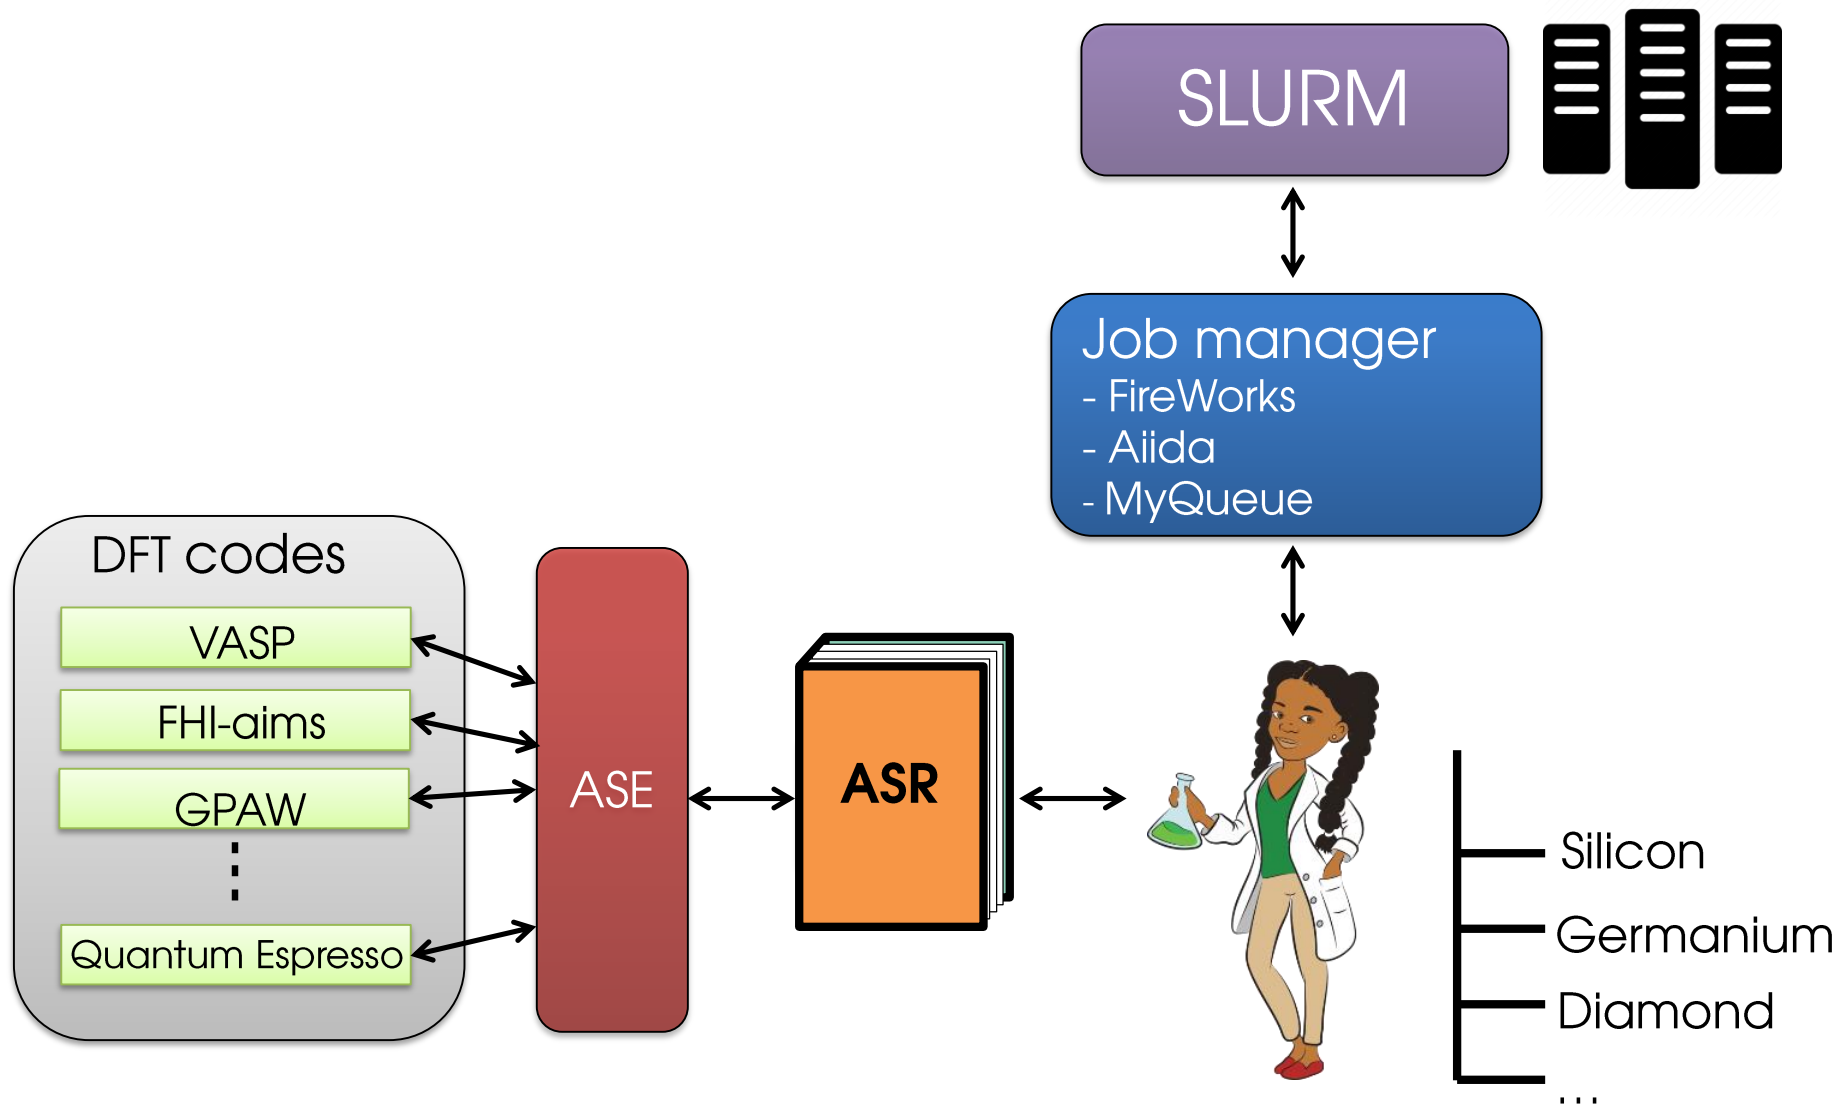 SLURM
Job manager
- FireWorks
- Aiida
- MyQueue
DFT codes
VASP
FHI-aims
GPAW
Quantum Espresso
ASE
ASR
Silicon
Germanium
Diamond
...